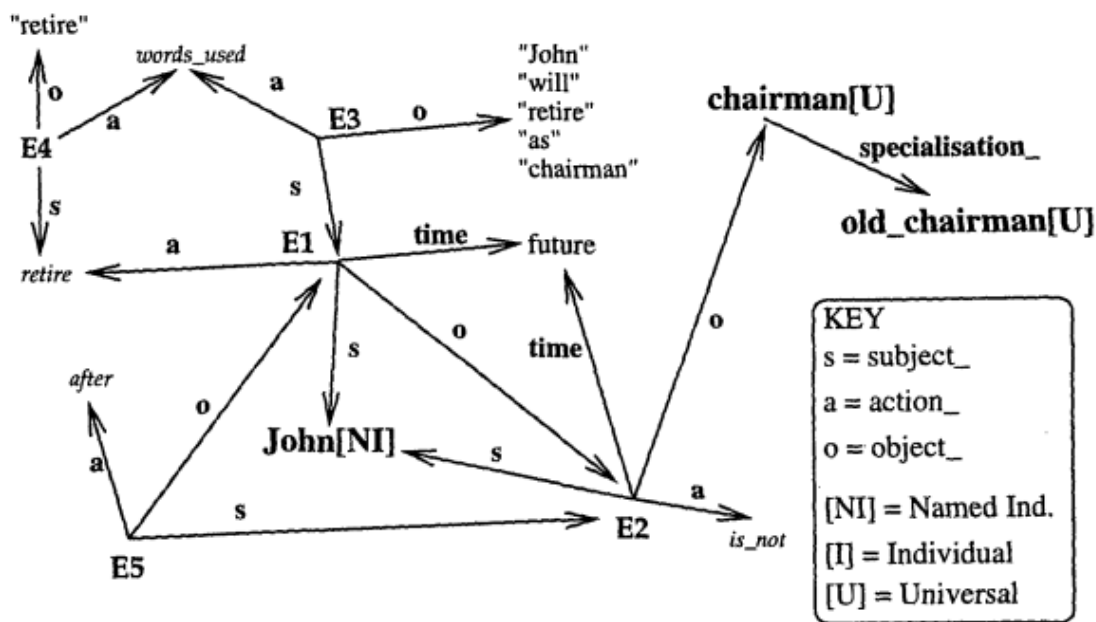 "retire"
words_used
"John"
"will"
"retire"
"as"
"chairman"
chairman[U]
o
a
a
E3
o
E4
specialisation_
s
s
old_chairman[U]
E1
time
future
a
retire
o
o
s
time
after
o
John[NI]
s
a
s
a
E5
E2
is_not
KEY
s = subject_
a = action_
o = object_
[NI] = Named Ind.
[I] = Individual
[U] = Universal